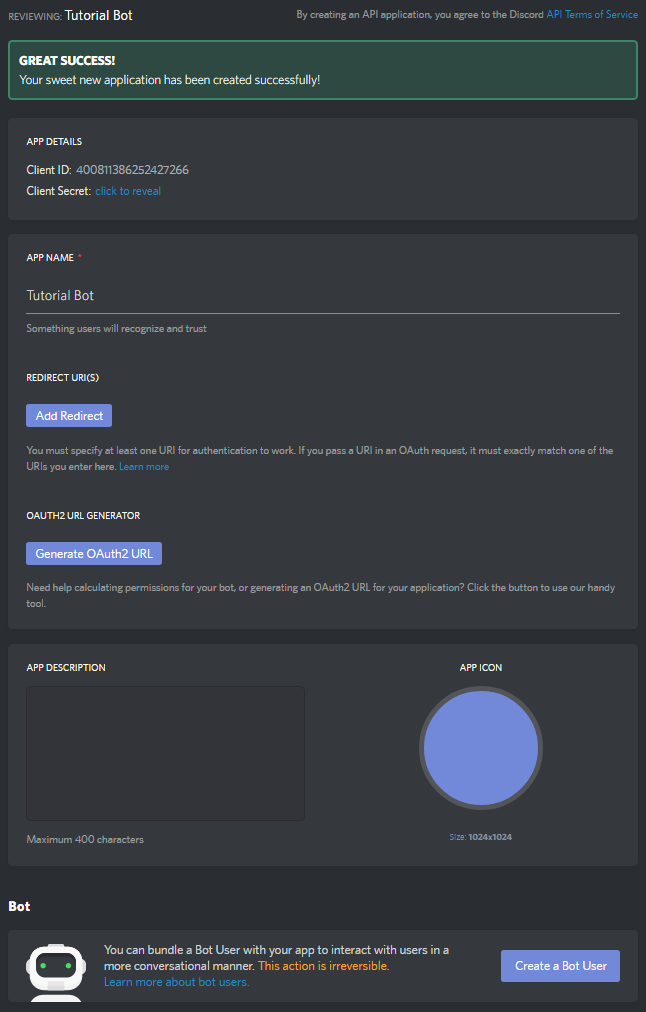 REVIEWING: Tutorial Bot
By creating an API application, you agree to the Discord API Terms of Service
GREAT SUCCESS!
Your sweet new application has been created successfully!
APP DETAILS
Client ID: 400811386252427266
Client Secret: click to reveal
APP NAME *
Tutorial Bot
Something users will recognize and trust
REDIRECT URI(S)
Add Redirect
You must specify at least one URI for authentication to work. If you pass a URI in an OAuth request, it must exactly match one of the
URIs you enter here. Learn more
OAUTH2 URL GENERATOR
Generate OAuth2 URL
Need help calculating permissions for your bot, or generating an OAuth2 URL for your application? Click the button to use our handy
tool.
APP DESCRIPTION
Maximum 400 characters
APP ICON
Size: 1024x1024
Bot
You can bundle a Bot User with your app to interact with users in a
more conversational manner. This action is irreversible.
Learn more about bot users.
Create a Bot User